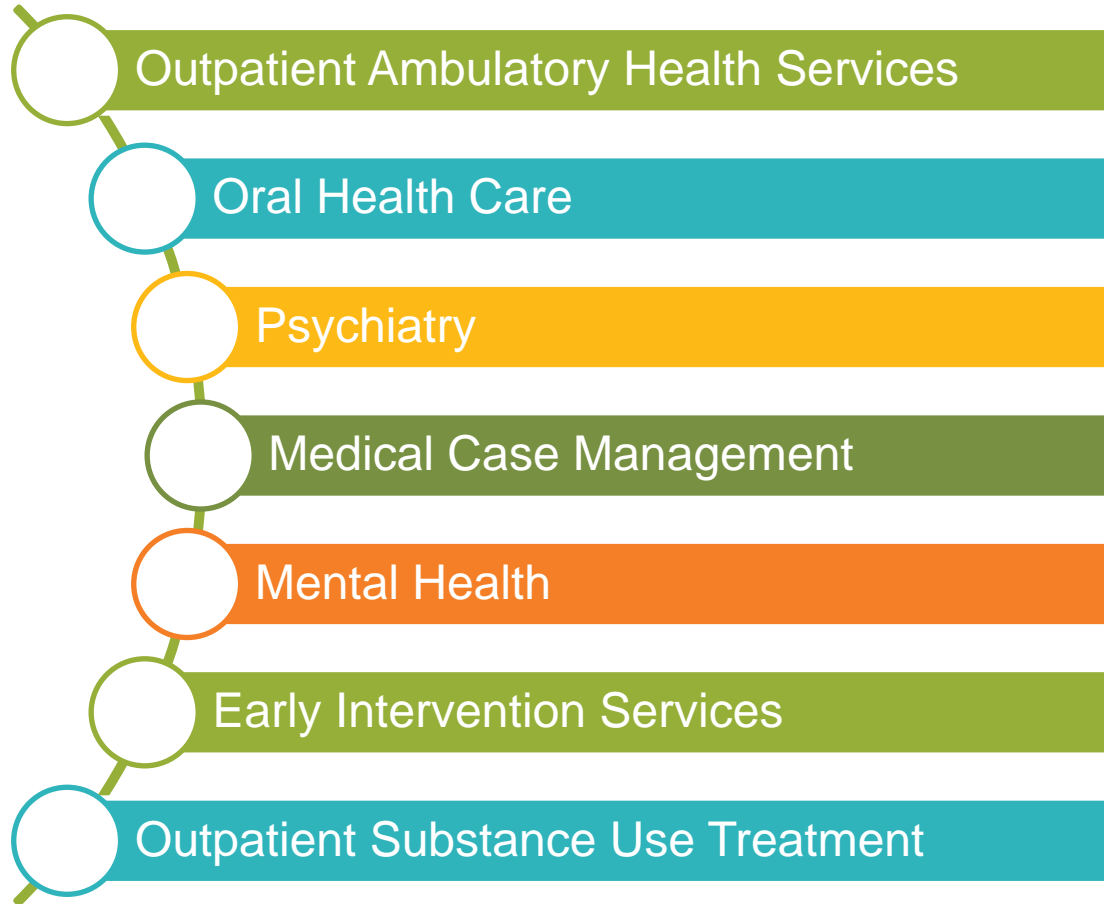 Outpatient Ambulatory Health Services
Oral Health Care
Psychiatry
Medical Case Management
Mental Health
Early Intervention Services
Outpatient Substance Use Treatment